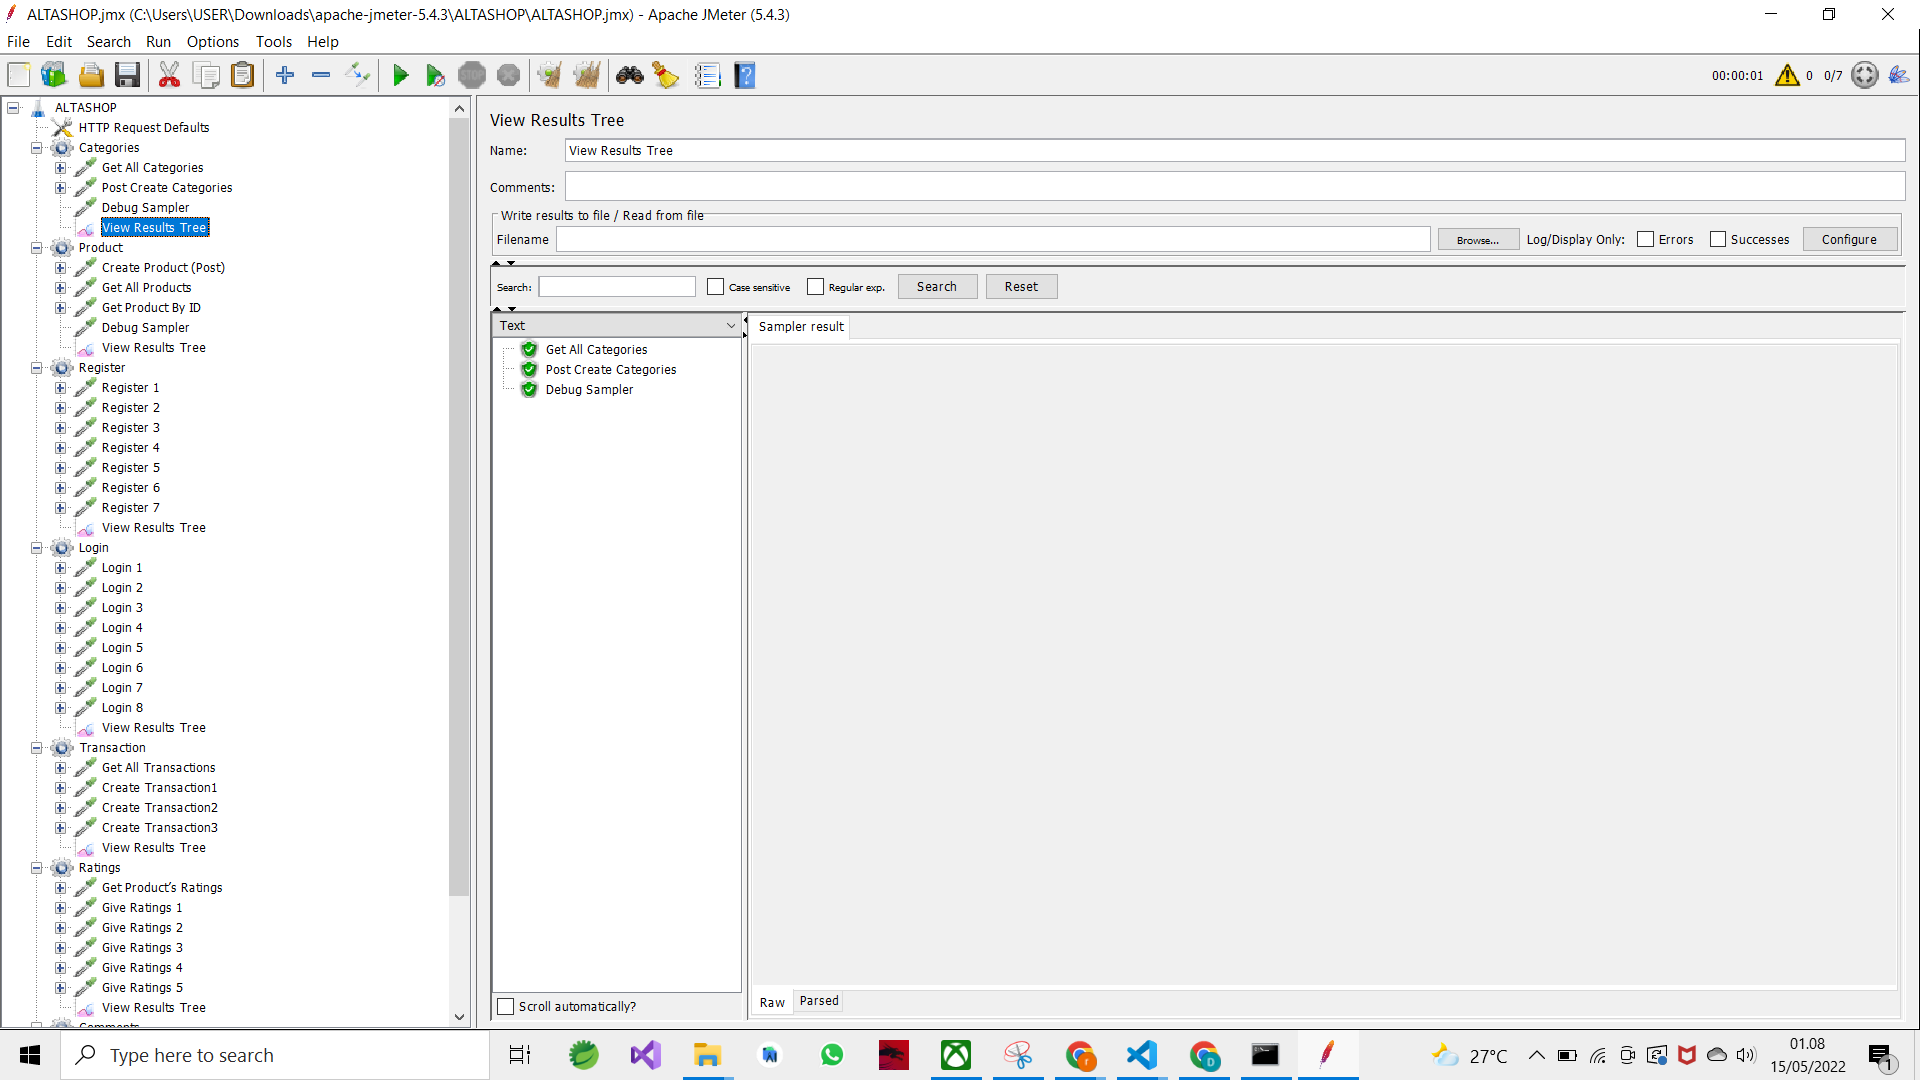 ALTASHOP.jmx (C:\Users\USER\Downloads\apache-jmeter-5.4.3\ALTASHOP\ALTASHOP.jmx) - Apache JMeter (5.4.3)
File Edit Search Run Options Tools Help
STOP
00:00:01 0 0/7
ALTASHOP
HTTP Request Defaults
Categories
Get All Categories
Post Create Categories
Debug Sampler
View Results Tree
Product
Create Product (Post)
Get All Products
Get Product By ID
Debug Sampler
View Results Tree
Register
Register 1
Register 2
Register 3
Register 4
Register 5
Register 6
Register 7
View Results Tree
Login
Login 1
Login 2
Login 3
Login 4
Login 5
Login 6
Login 7
Login 8
View Results Tree
Transaction
Get All Transactions
Create Transaction1
Create Transaction2
Create Transaction3
View Results Tree
Ratings
Get Product's Ratings
Give Ratings 1
Give Ratings 2
Give Ratings 3
Give Ratings 4
Give Ratings 5
View Results Tree
Comments
View Results Tree
Name: View Results Tree
Comments:
Write results to file / Read from file
Filename Browse... Log/Display Only: Errors Successes Configure
Search: Case sensitive Regular exp. Search Reset
Text
Get All Categories
Post Create Categories
Debug Sampler
Scroll automatically?
Sampler result
Raw Parsed
Type here to search
27°C
01.08
15/05/2022
1